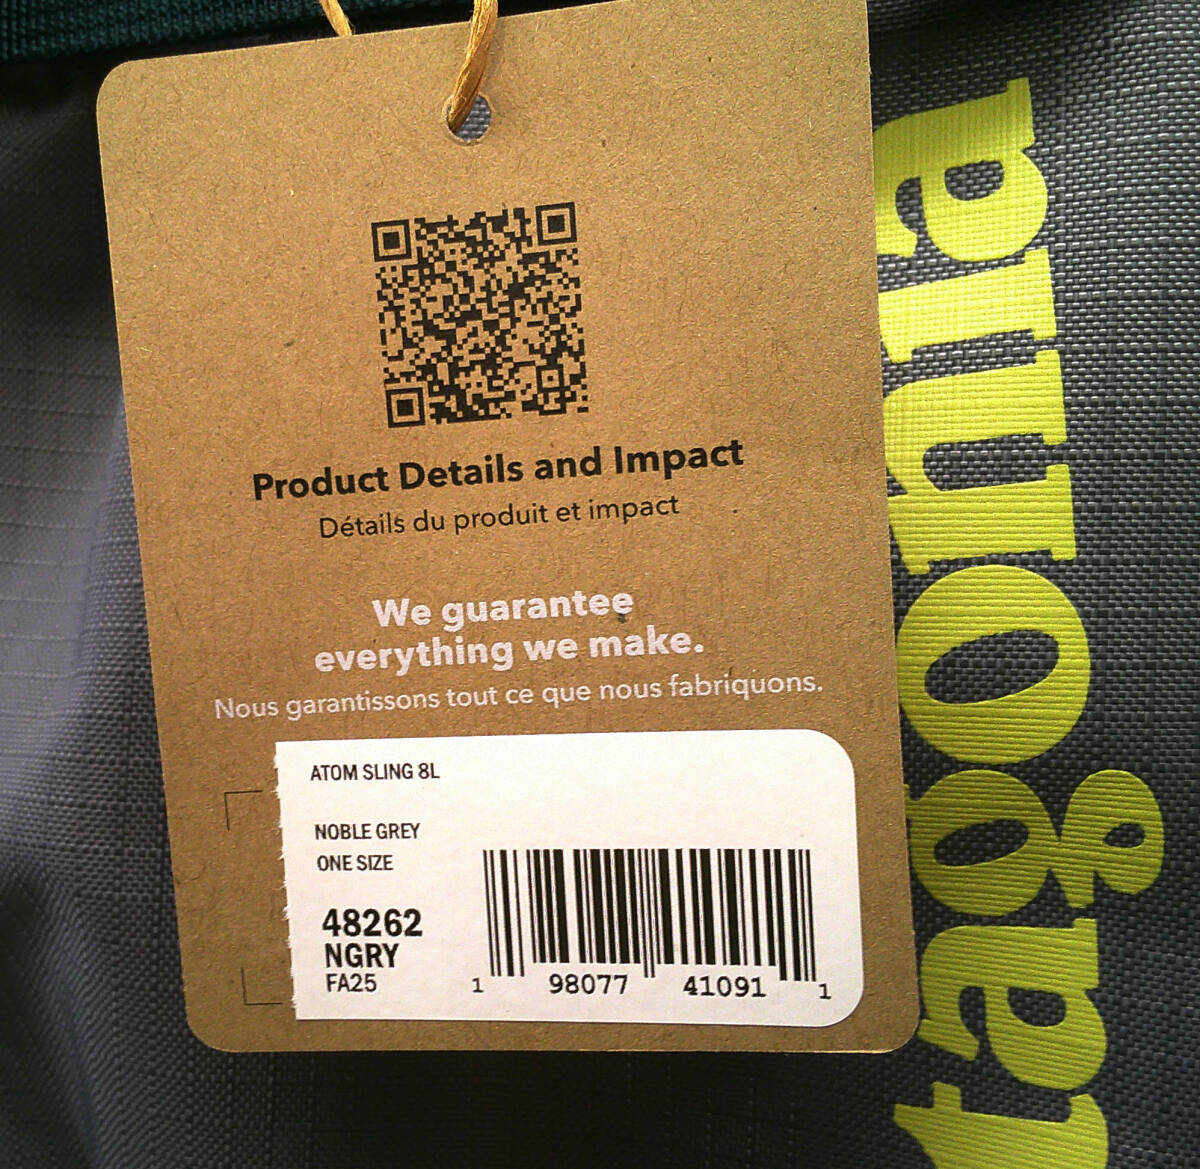 Product Details and Impact
Détails du produit et impact
We guarantee
everything we make.
Nous garantissons tout ce que nous fabriquons.
ATOM SLING 8L
NOBLE GREY
ONE SIZE
48262
NGRY
FA25
1 98077 41091 1
tagonia